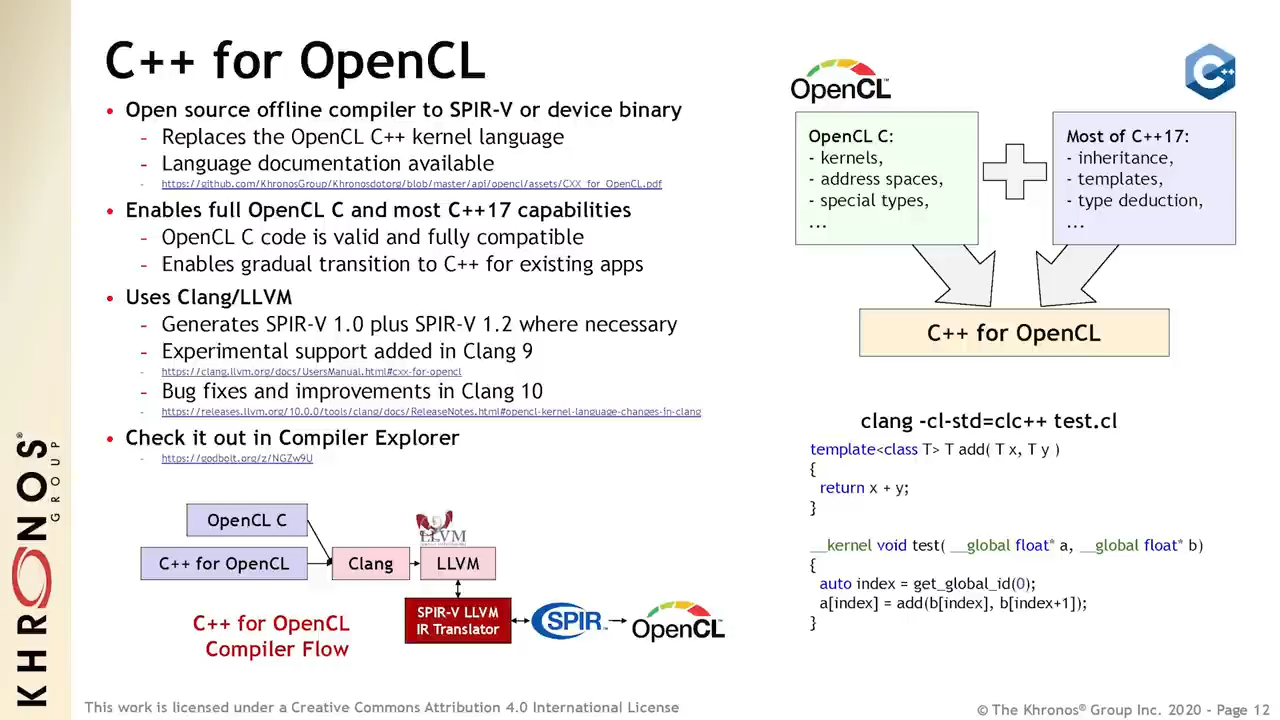 C++ for OpenCL
• Open source offline compiler to SPIR-V or device binary
- Replaces the OpenCL C++ kernel language
- Language documentation available
- https://github.com/KhronosGroup/Khronosdotorg/blob/master/api/opencl/assets/CXX_for_OpenCL.pdf
• Enables full OpenCL C and most C++17 capabilities
- OpenCL C code is valid and fully compatible
- Enables gradual transition to C++ for existing apps
• Uses Clang/LLVM
- Generates SPIR-V 1.0 plus SPIR-V 1.2 where necessary
- Experimental support added in Clang 9
- https://clang.llvm.org/docs/UsersManual.html#cxx-for-opencl
- Bug fixes and improvements in Clang 10
- https://releases.llvm.org/10.0.0/tools/clang/docs/ReleaseNotes.html#opencl-kernel-language-changes-in-clang
• Check it out in Compiler Explorer
- https://godbolt.org/z/NGZw9U
OpenCL C
C++ for OpenCL
Clang
LLVM
LLVM
SPIR-V LLVM
IR Translator
SPIR™
OpenCL™
C++ for OpenCL
Compiler Flow
OpenCL™
C++
OpenCL C:
- kernels,
- address spaces,
- special types,
...
Most of C++17:
- inheritance,
- templates,
- type deduction,
...
C++ for OpenCL
clang -cl-std=clc++ test.cl
template<class T> T add( T x, T y )
{
return x + y;
}
__kernel void test( __global float* a, __global float* b)
{
auto index = get_global_id(0);
a[index] = add(b[index], b[index+1]);
}
KHRONOS®
GROUP
This work is licensed under a Creative Commons Attribution 4.0 International License
© The Khronos® Group Inc. 2020 - Page 12